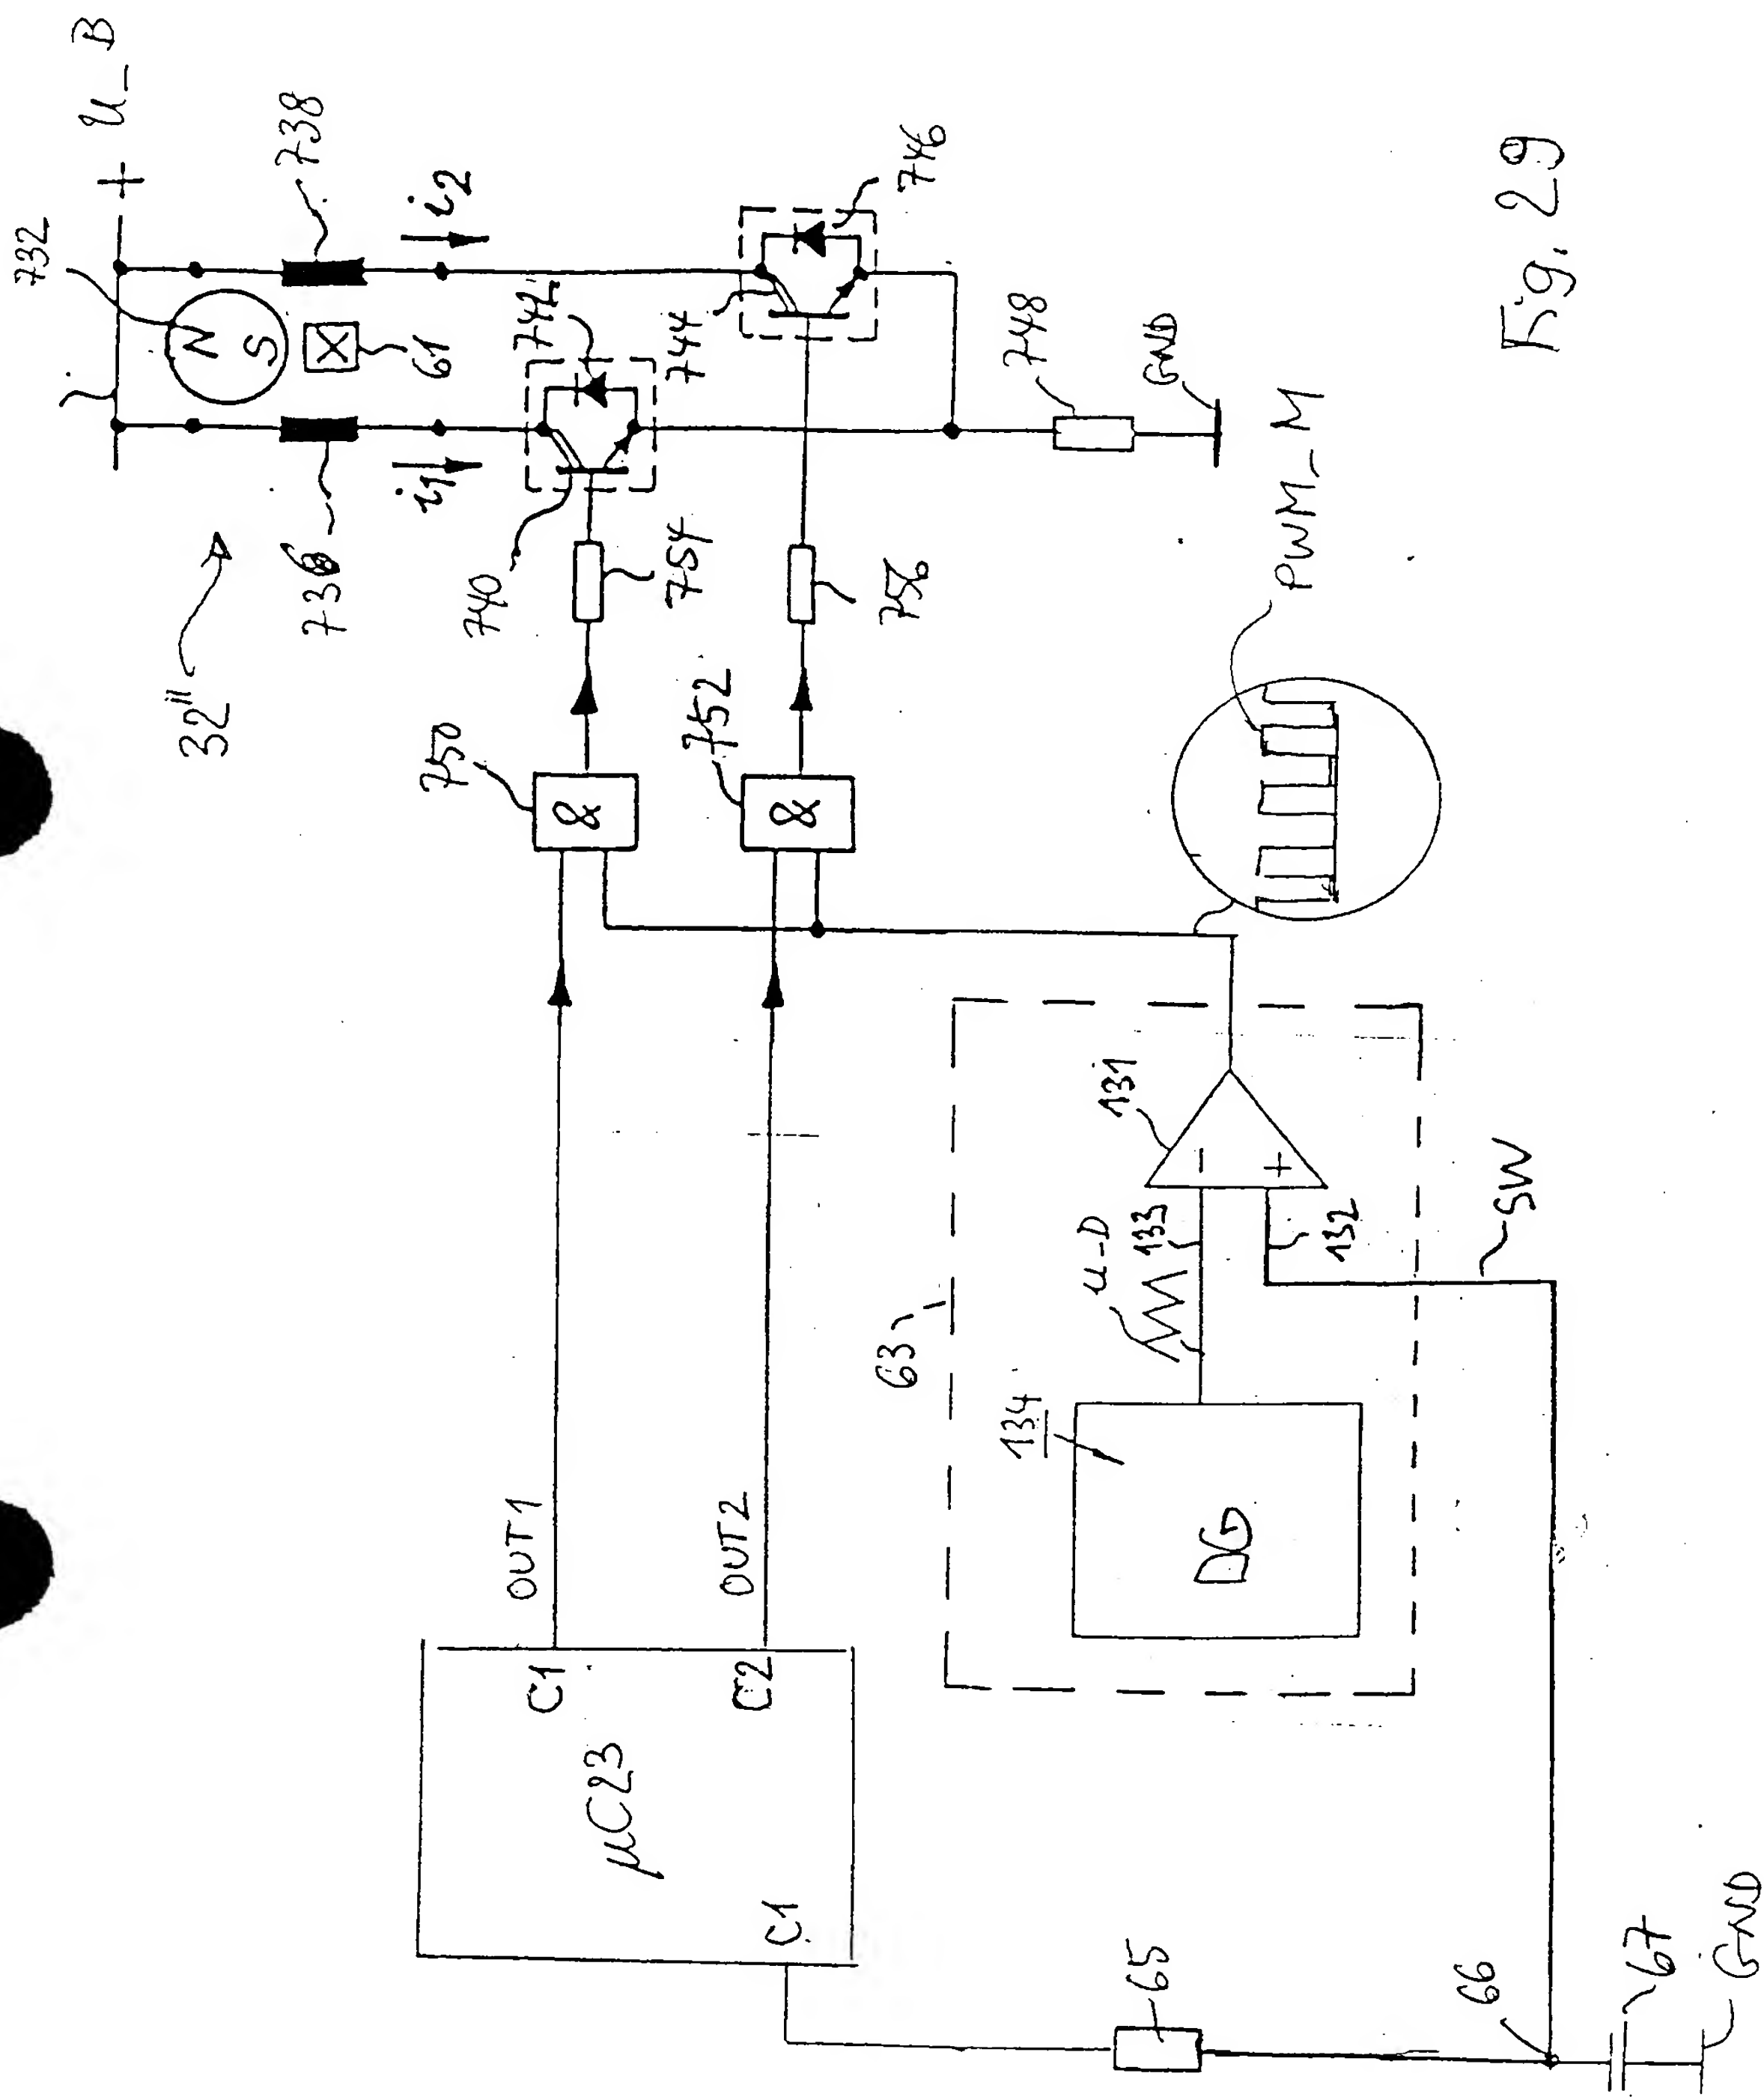 732
+ U_B
N
S
738
61
i1
i2
32"
736
740
742
744
746
754
756
748
GND
750
&
752
&
PWM_M
OUT1
OUT2
C1
C2
µC23
C1
63
134
DG
u_D
133
131
−
+
132
SW
65
66
67
GND
Fig. 29